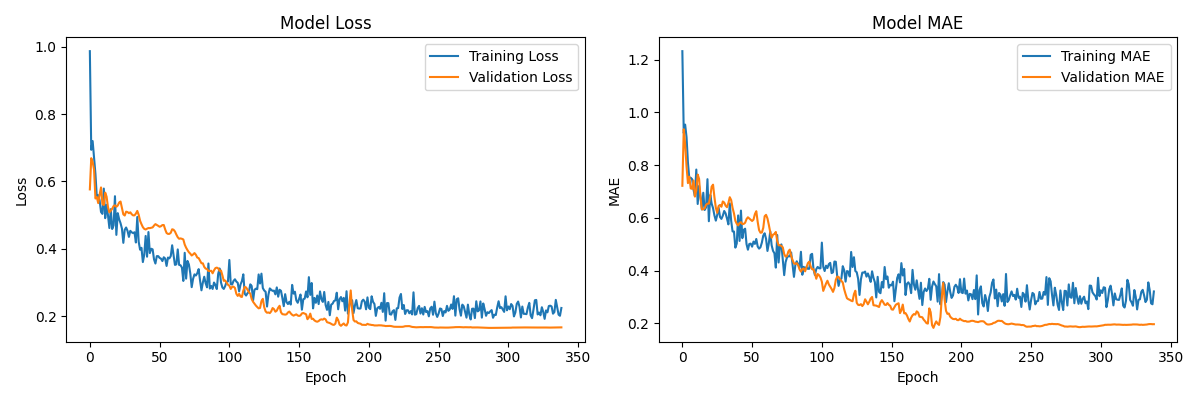 Model Loss
Training Loss
Validation Loss
Loss
1.0
0.8
0.6
0.4
0.2
0 50 100 150 200 250 300 350
Epoch
Model MAE
Training MAE
Validation MAE
MAE
1.2
1.0
0.8
0.6
0.4
0.2
0 50 100 150 200 250 300 350
Epoch